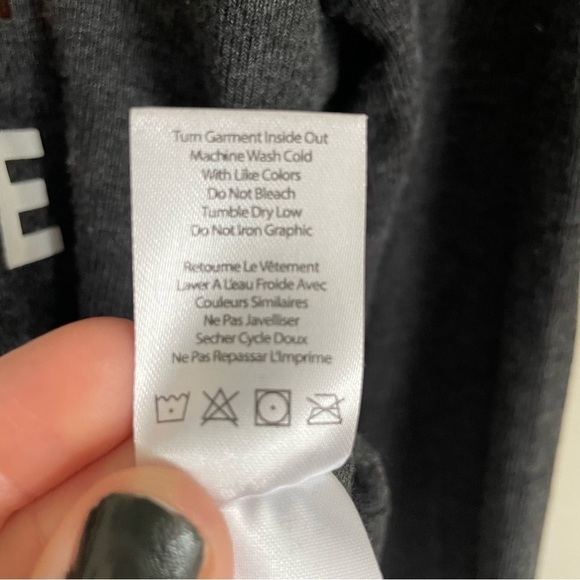 E
Turn Garment Inside Out
Machine Wash Cold
With Like Colors
Do Not Bleach
Tumble Dry Low
Do Not Iron Graphic
Retourne Le Vêtement
Laver A L'eau Froide Avec
Couleurs Similaires
Ne Pas Javelliser
Secher Cycle Doux
Ne Pas Repassar L'Imprime